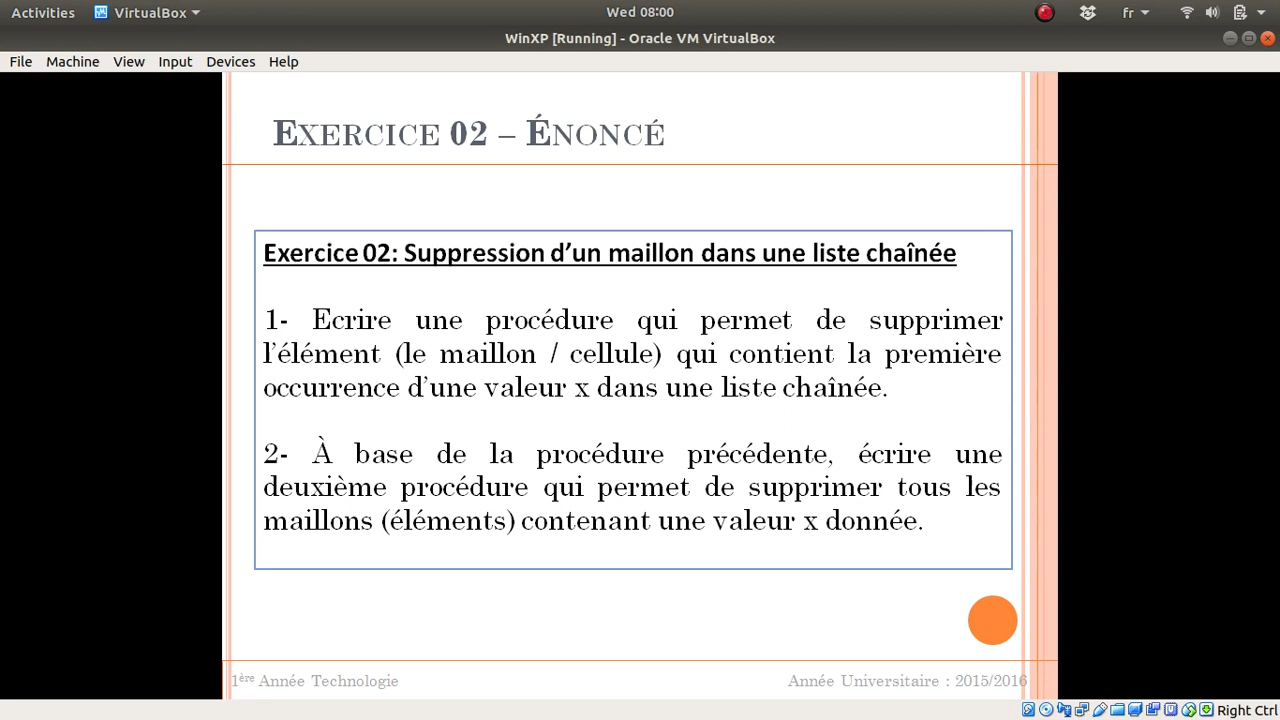 Activities VirtualBox Wed 08:00 fr
WinXP [Running] - Oracle VM VirtualBox
File Machine View Input Devices Help
EXERCICE 02 – ÉNONCÉ
Exercice 02: Suppression d’un maillon dans une liste chaînée
1- Ecrire une procédure qui permet de supprimer
l’élément (le maillon / cellule) qui contient la première
occurrence d’une valeur x dans une liste chaînée.
2- À base de la procédure précédente, écrire une
deuxième procédure qui permet de supprimer tous les
maillons (éléments) contenant une valeur x donnée.
1ère Année Technologie Année Universitaire : 2015/2016
Right Ctrl